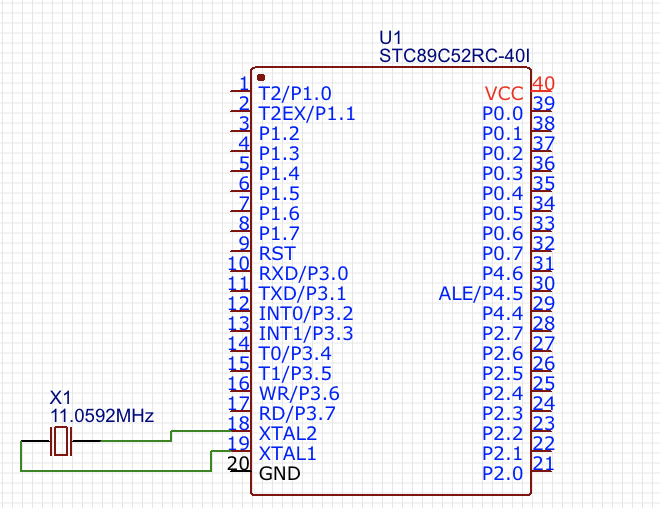 U1
STC89C52RC-40I
1 T2/P1.0 VCC 40
2 T2EX/P1.1 P0.0 39
3 P1.2 P0.1 38
4 P1.3 P0.2 37
5 P1.4 P0.3 36
6 P1.5 P0.4 35
7 P1.6 P0.5 34
8 P1.7 P0.6 33
9 RST P0.7 32
10 RXD/P3.0 P4.6 31
11 TXD/P3.1 ALE/P4.5 30
12 INT0/P3.2 P4.4 29
13 INT1/P3.3 P2.7 28
14 T0/P3.4 P2.6 27
15 T1/P3.5 P2.5 26
16 WR/P3.6 P2.4 25
17 RD/P3.7 P2.3 24
18 XTAL2 P2.2 23
19 XTAL1 P2.1 22
20 GND P2.0 21
X1
11.0592MHz